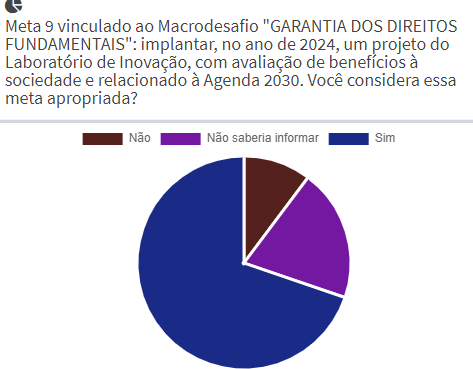 Meta 9 vinculado ao Macrodesafio "GARANTIA DOS DIREITOS
FUNDAMENTAIS": implantar, no ano de 2024, um projeto do
Laboratório de Inovação, com avaliação de benefícios à
sociedade e relacionado à Agenda 2030. Você considera essa
meta apropriada?
Não Não saberia informar Sim